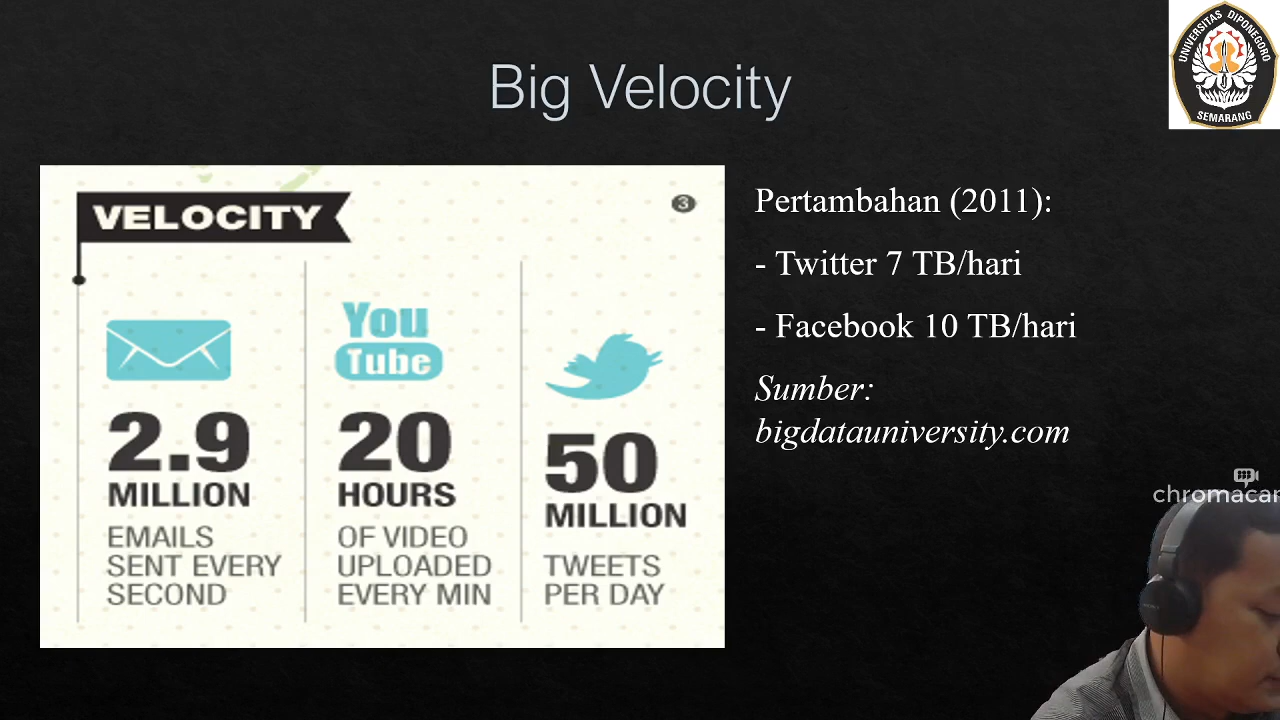 Big Velocity
UNIVERSITAS DIPONEGORO
SEMARANG
VELOCITY
3
You
Tube
2.9
MILLION
EMAILS
SENT EVERY
SECOND
20
HOURS
OF VIDEO
UPLOADED
EVERY MIN
50
MILLION
TWEETS
PER DAY
Pertambahan (2011):
- Twitter 7 TB/hari
- Facebook 10 TB/hari
Sumber:
bigdatauniversity.com
chromacam